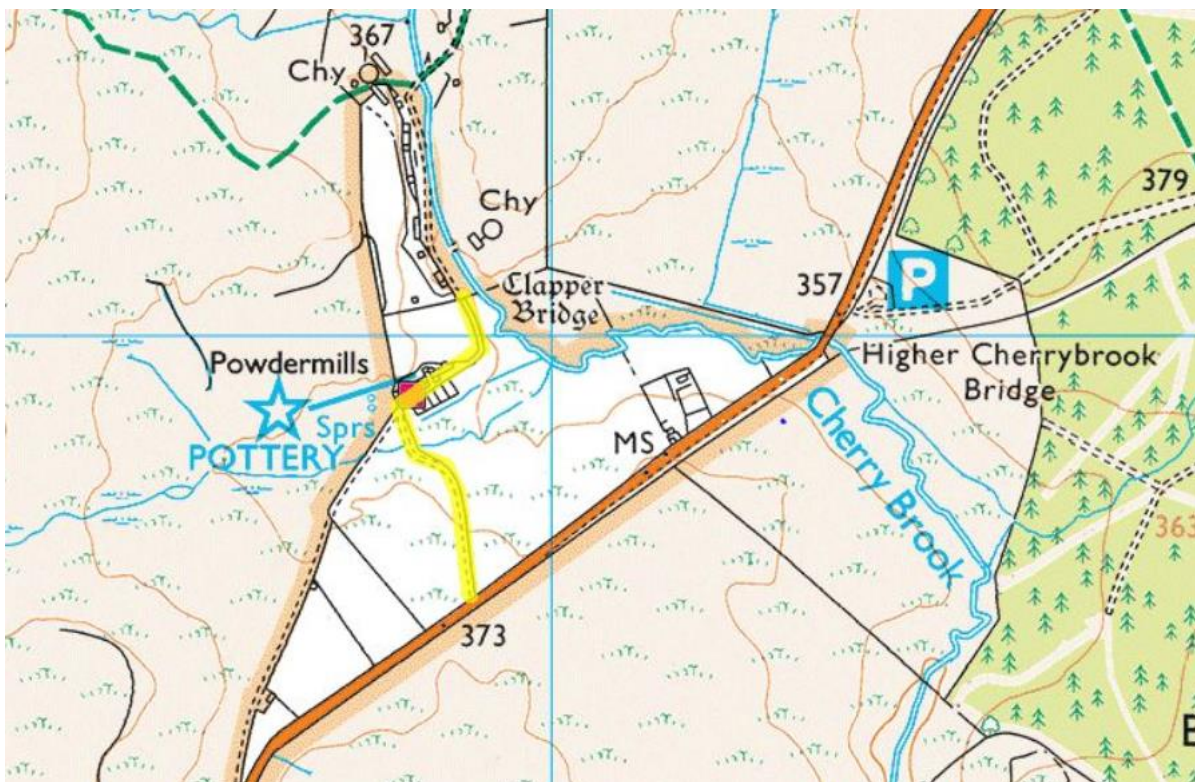 367
Chy
Chy
379
Clapper
Bridge
357
P
Powdermills
Higher Cherrybrook
Bridge
Sprs
POTTERY
MS
Cherry Brook
363
373
E